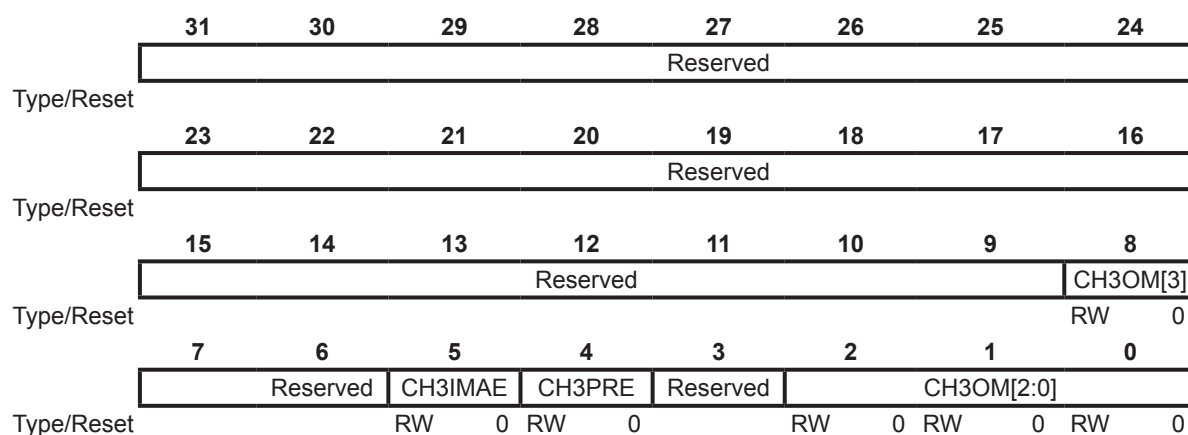 31 30 29 28 27 26 25 24
Reserved
Type/Reset
23 22 21 20 19 18 17 16
Reserved
Type/Reset
15 14 13 12 11 10 9 8
Reserved CH3OM[3]
Type/Reset RW 0
7 6 5 4 3 2 1 0
Reserved CH3IMAE CH3PRE Reserved CH3OM[2:0]
Type/Reset RW 0 RW 0 RW 0 RW 0 RW 0